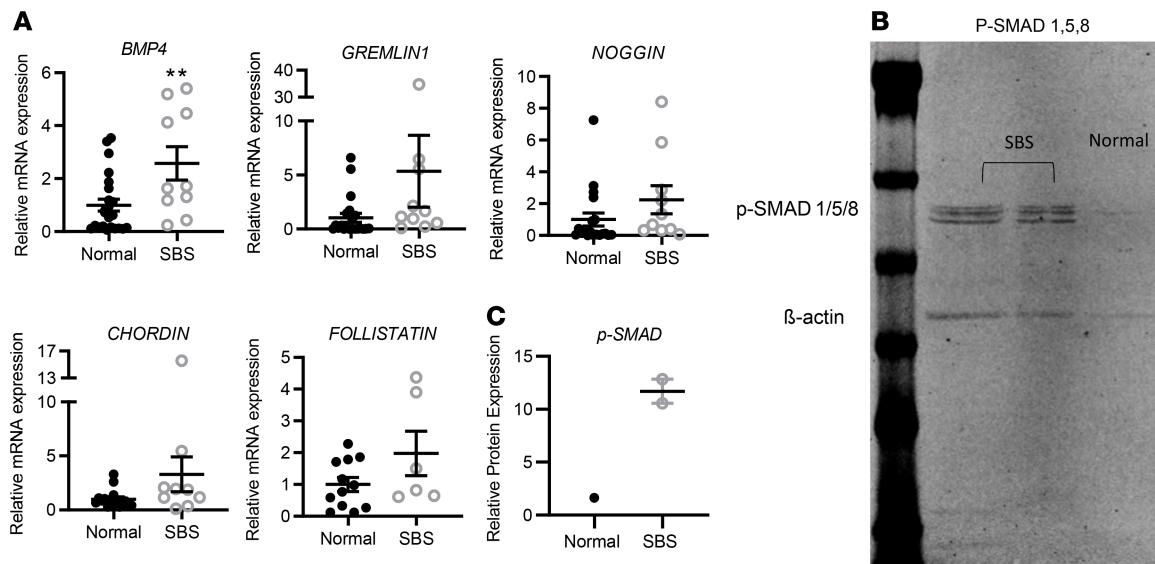 A
BMP4
Relative mRNA expression
6
4
2
0
**
Normal
SBS
GREMLIN1
Relative mRNA expression
40
30
10
5
0
Normal
SBS
NOGGIN
Relative mRNA expression
10
8
6
4
2
0
Normal
SBS
CHORDIN
Relative mRNA expression
17
13
10
5
0
Normal
SBS
FOLLISTATIN
Relative mRNA expression
5
4
3
2
1
0
Normal
SBS
C
p-SMAD
Relative Protein Expression
15
10
5
0
Normal
SBS
B
P-SMAD 1,5,8
SBS
Normal
p-SMAD 1/5/8
ß-actin